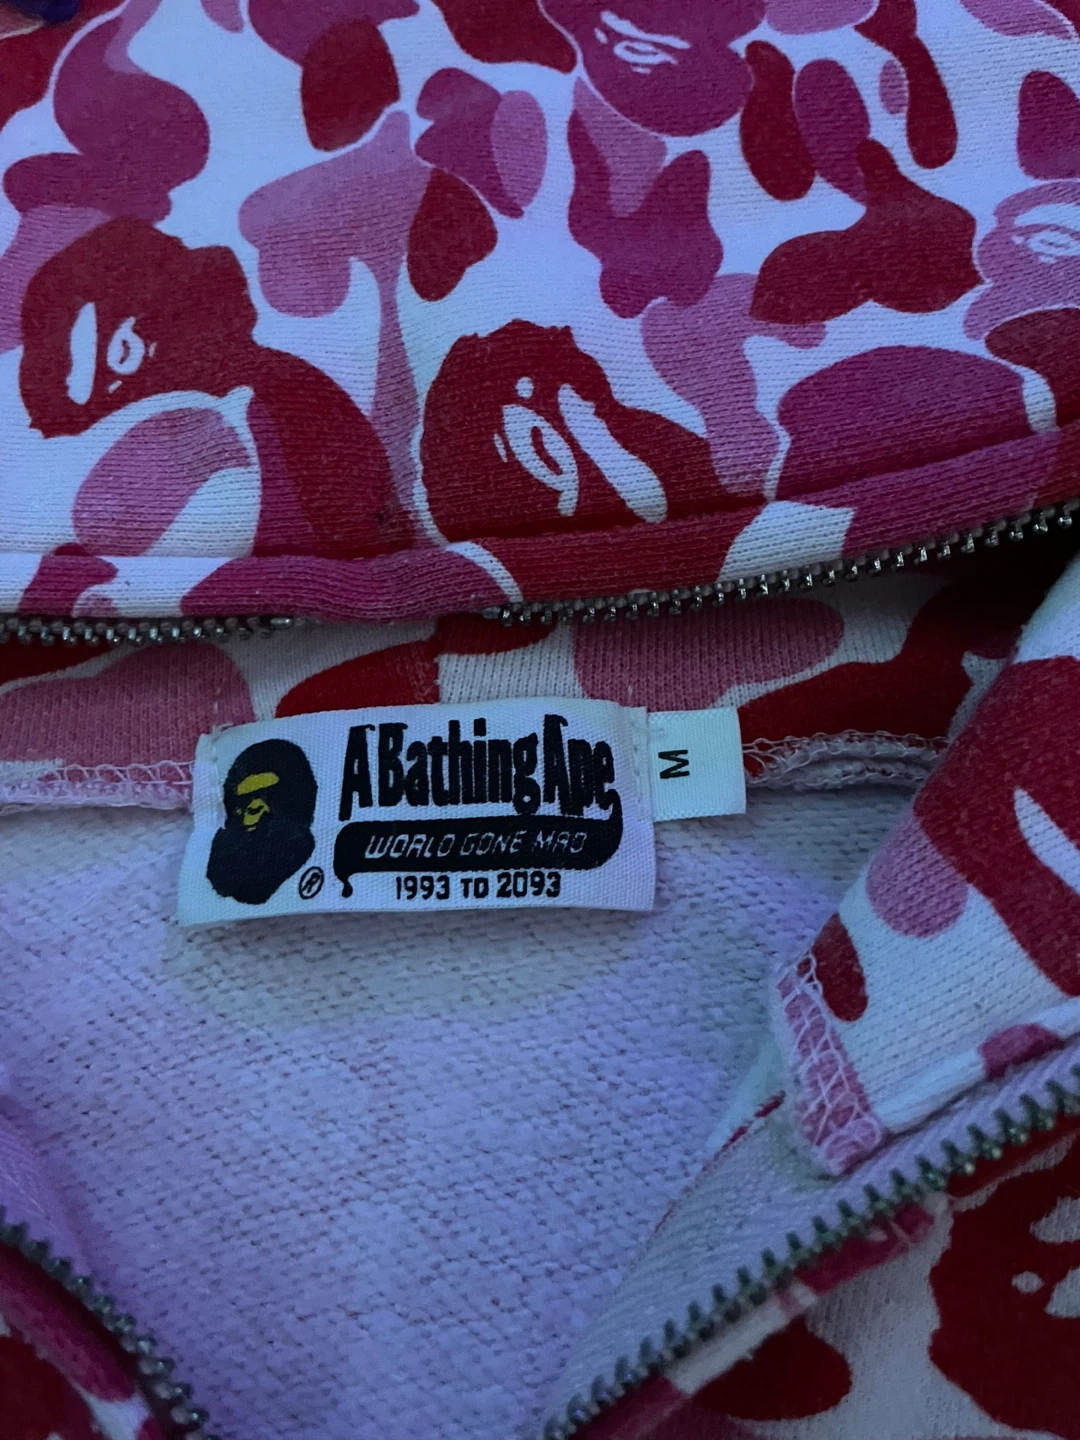 A Bathing Ape
WORLD GONE MAD
®
1993 TO 2093
M